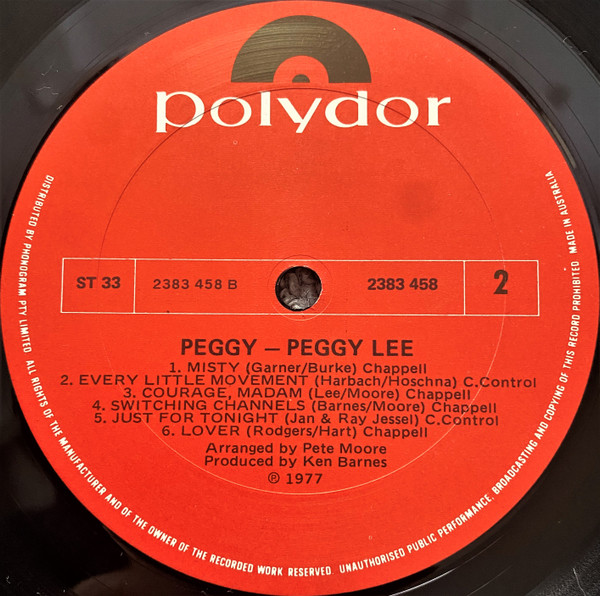 polydor
ST 33
2383 458 B
2383 458
2
PEGGY – PEGGY LEE
1. MISTY (Garner/Burke) Chappell
2. EVERY LITTLE MOVEMENT (Harbach/Hoschna) C.Control
3. COURAGE, MADAM (Lee/Moore) Chappell
4. SWITCHING CHANNELS (Barnes/Moore) Chappell
5. JUST FOR TONIGHT (Jan & Ray Jessel) C.Control
6. LOVER (Rodgers/Hart) Chappell
Arranged by Pete Moore
Produced by Ken Barnes
℗ 1977
DISTRIBUTED BY PHONOGRAM PTY LIMITED. ALL RIGHTS OF THE MANUFACTURER AND OF THE OWNER OF THE RECORDED WORK RESERVED. UNAUTHORISED PUBLIC PERFORMANCE, BROADCASTING AND COPYING OF THIS RECORD PROHIBITED MADE IN AUSTRALIA